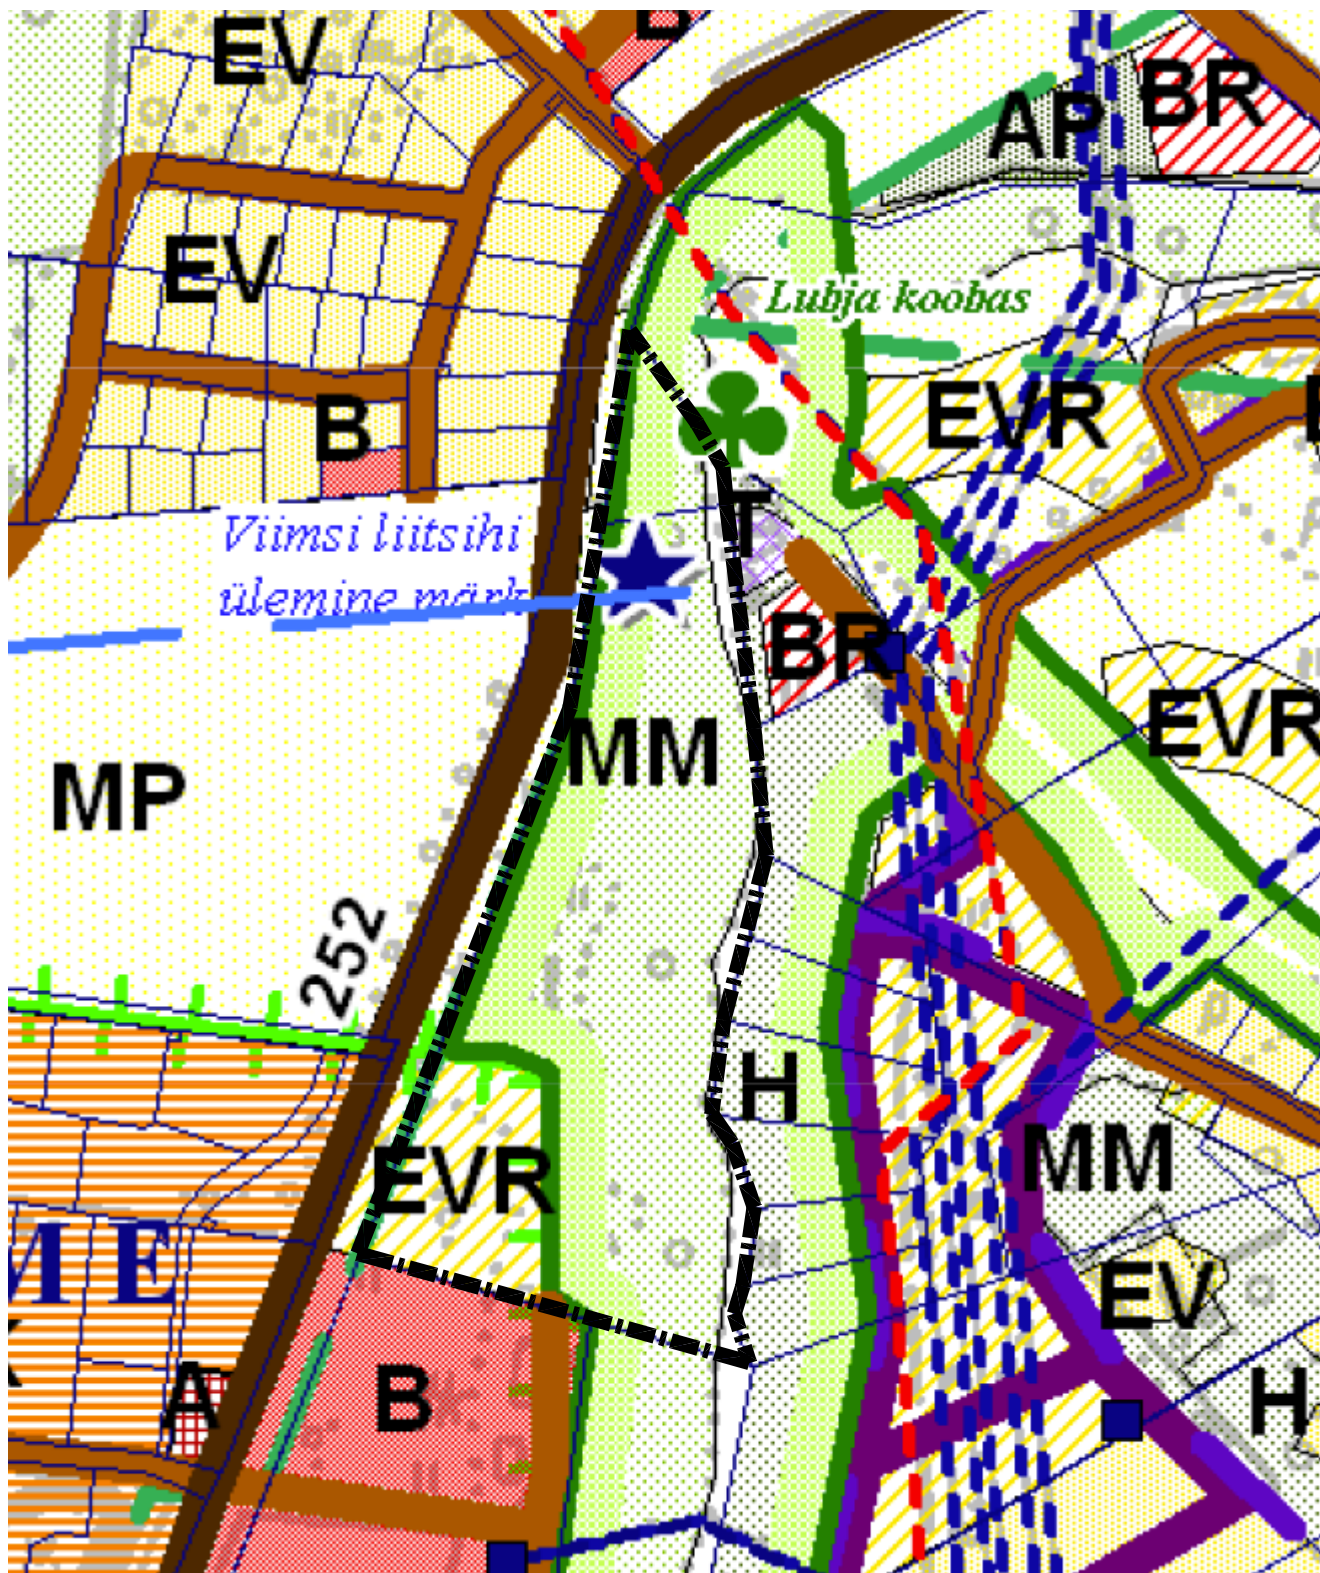 B
EV
BR
AP
EV
Lubja koobas
EVR
B
T
Viimsi liitsihi
ülemine märk
BR
EVR
MM
MP
252
H
MM
EVR
ME
EV
B
A
H